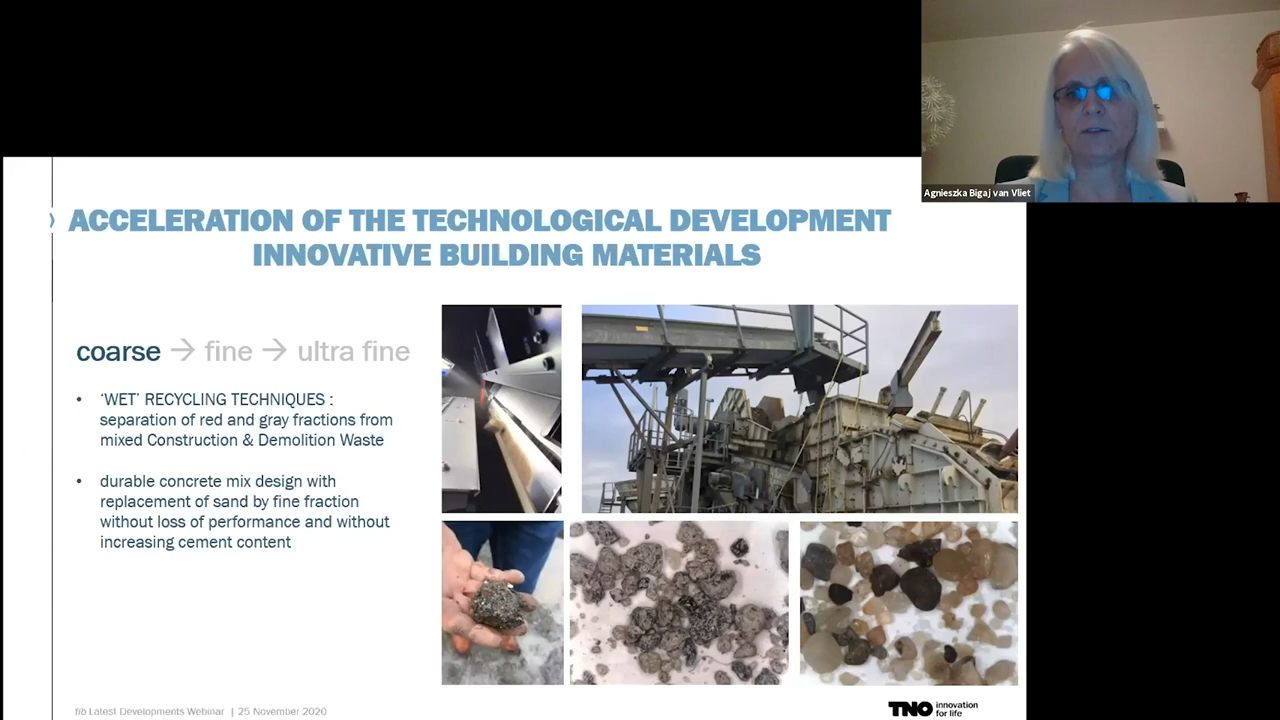 Agnieszka Bigaj van Vliet
ACCELERATION OF THE TECHNOLOGICAL DEVELOPMENT
INNOVATIVE BUILDING MATERIALS
coarse → fine → ultra fine
• ‘WET’ RECYCLING TECHNIQUES :
separation of red and gray fractions from
mixed Construction & Demolition Waste
• durable concrete mix design with
replacement of sand by fine fraction
without loss of performance and without
increasing cement content
fib Latest Developments Webinar | 25 November 2020
TNO innovation
for life